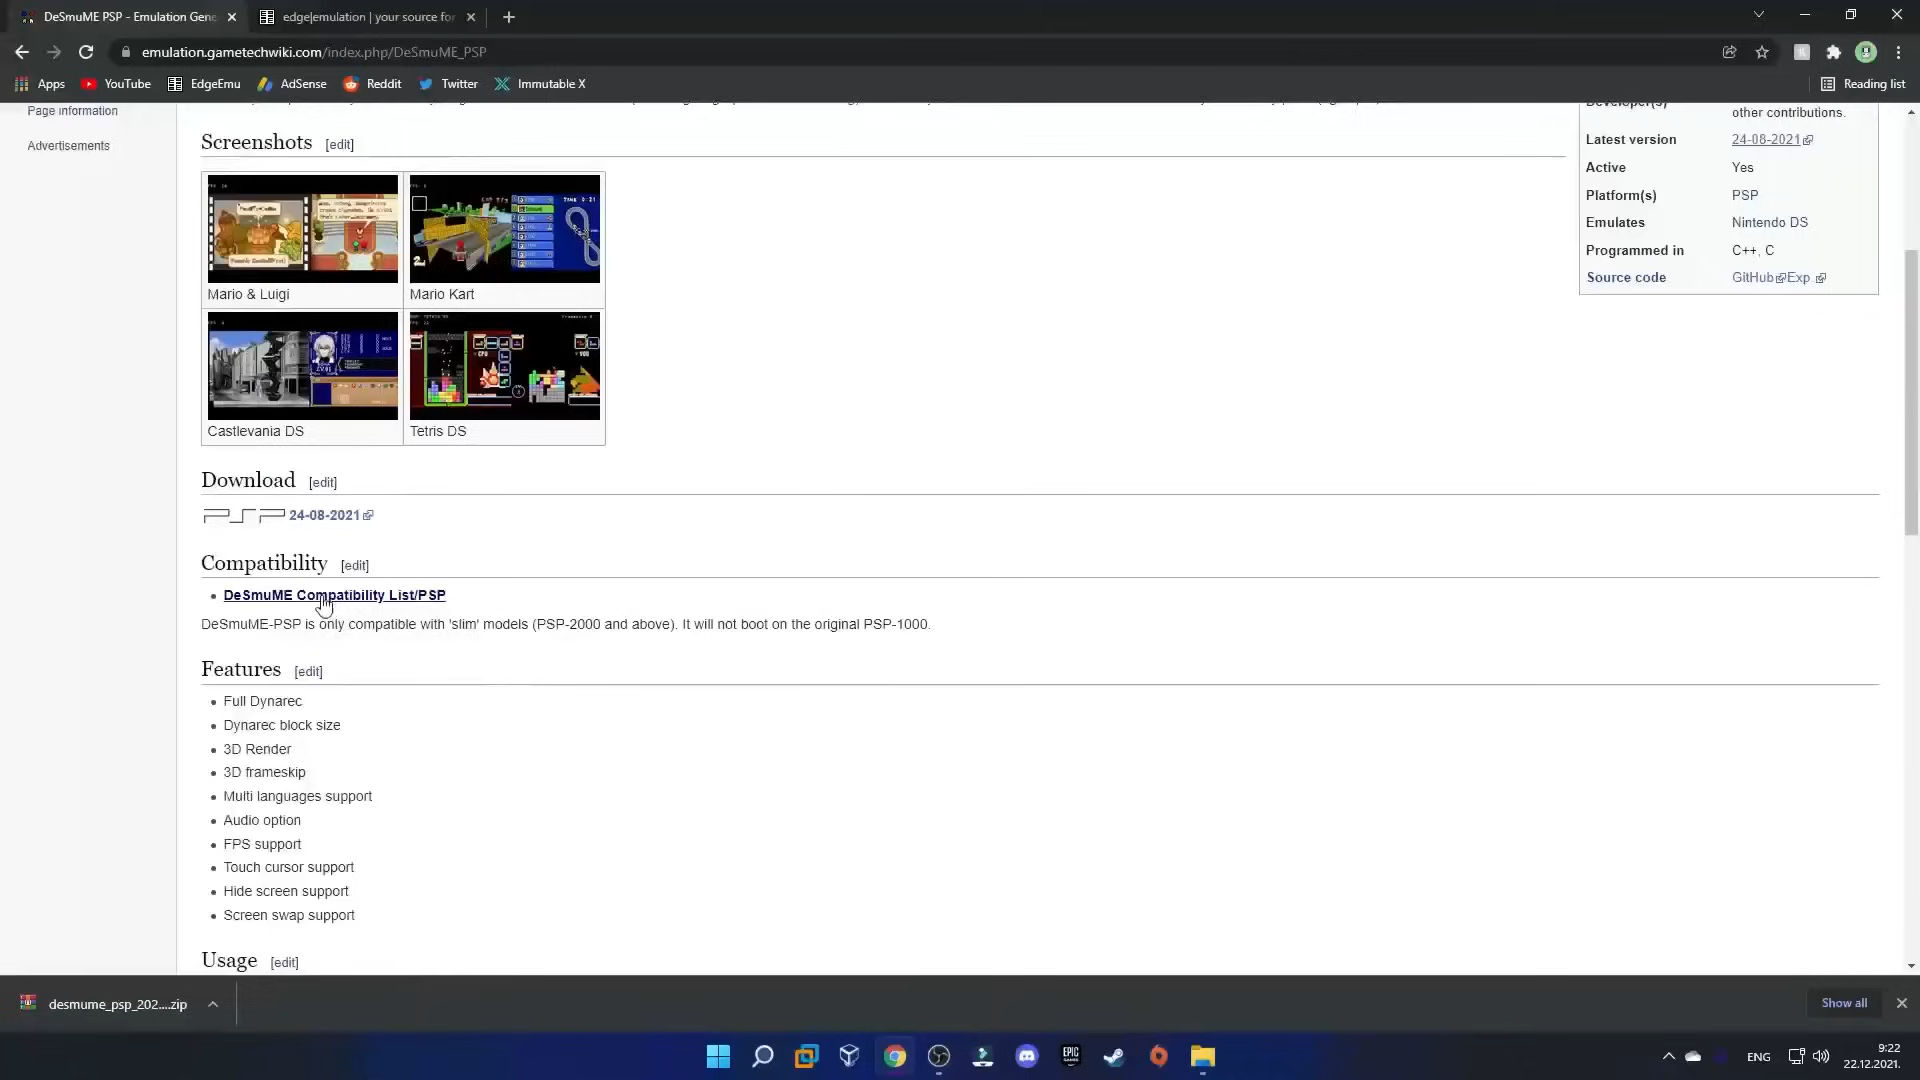 DeSmuME PSP - Emulation Gene
edge|emulation | your source for
emulation.gametechwiki.com/index.php/DeSmuME_PSP
Apps
YouTube
EdgeEmu
AdSense
Reddit
Twitter
Immutable X
Reading list
Page information
Advertisements
Developer(s)
other contributions.
Latest version
24-08-2021
Active
Yes
Platform(s)
PSP
Emulates
Nintendo DS
Programmed in
C++, C
Source code
GitHub Exp.
Screenshots [edit]
Mario & Luigi
Mario Kart
Castlevania DS
Tetris DS
Download [edit]
24-08-2021
Compatibility [edit]
DeSmuME Compatibility List/PSP
DeSmuME-PSP is only compatible with 'slim' models (PSP-2000 and above). It will not boot on the original PSP-1000.
Features [edit]
Full Dynarec
Dynarec block size
3D Render
3D frameskip
Multi languages support
Audio option
FPS support
Touch cursor support
Hide screen support
Screen swap support
Usage [edit]
desmume_psp_202....zip
Show all
EPIC
ENG
9:22
22.12.2021.